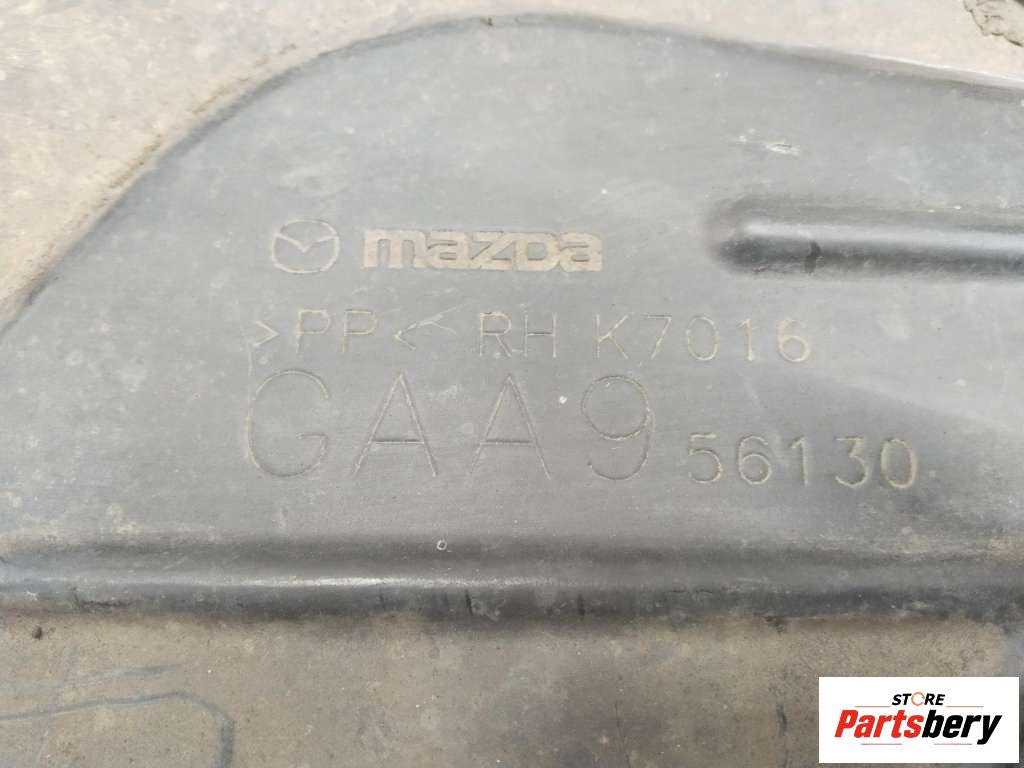 mazda
>PP< RH K7016
GAA9 56130
STORE
Partsbery